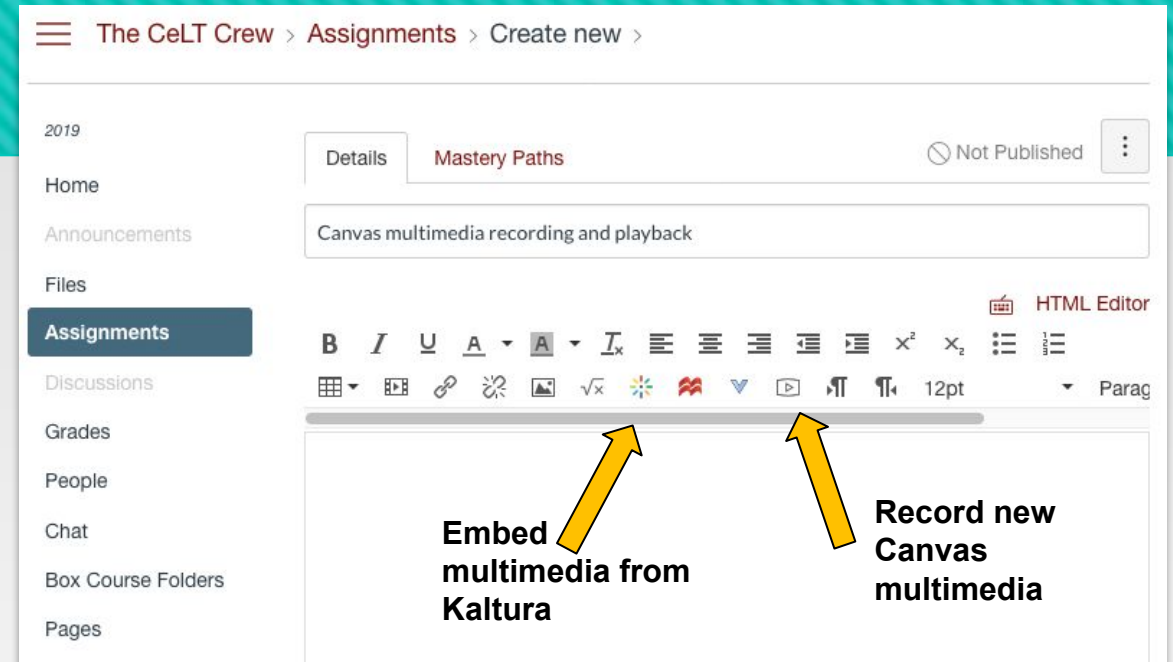 The CeLT Crew > Assignments > Create new >
2019
Home
Announcements
Files
Assignments
Discussions
Grades
People
Chat
Box Course Folders
Pages
Details
Mastery Paths
Not Published
Canvas multimedia recording and playback
HTML Editor
12pt
Parag
Embed
multimedia from
Kaltura
Record new
Canvas
multimedia